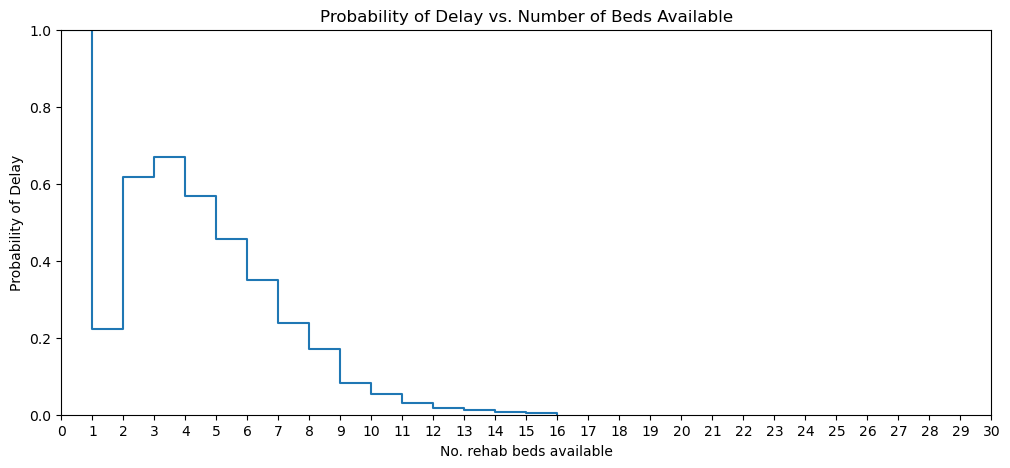 Probability of Delay vs. Number of Beds Available
1.0
0.8
0.6
0.4
0.2
0.0
Probability of Delay
0 1 2 3 4 5 6 7 8 9 10 11 12 13 14 15 16 17 18 19 20 21 22 23 24 25 26 27 28 29 30
No. rehab beds available